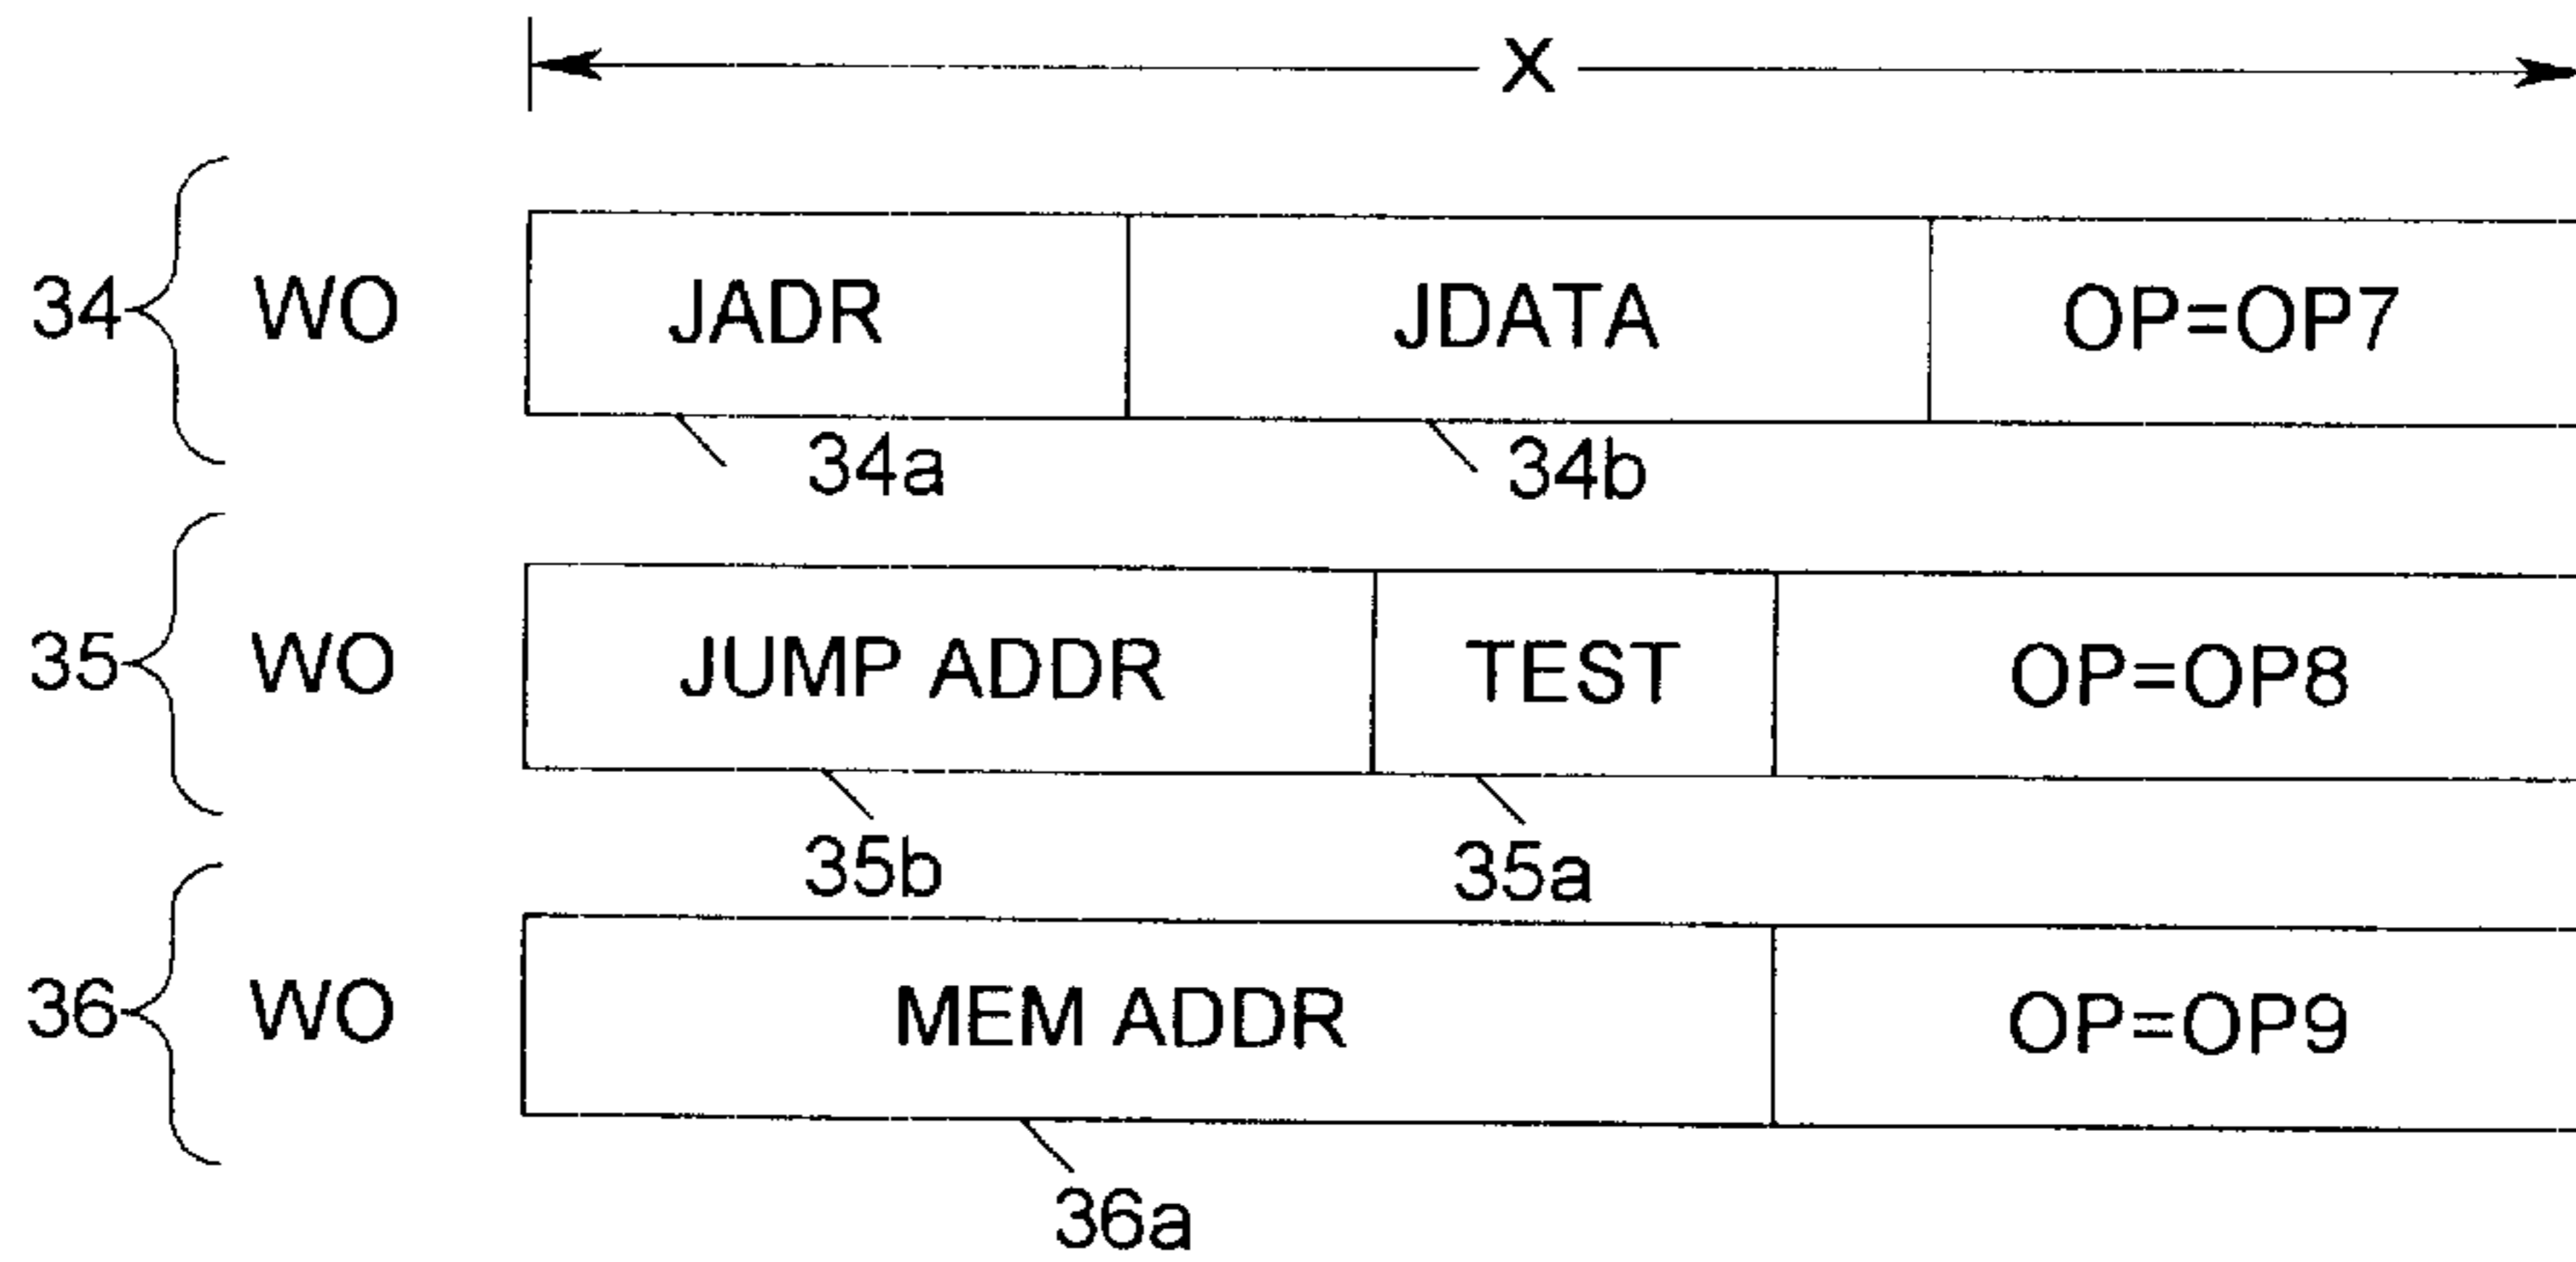 X
34 WO JADR JDATA OP=OP7
34a 34b
35 WO JUMP ADDR TEST OP=OP8
35b 35a
36 WO MEM ADDR OP=OP9
36a